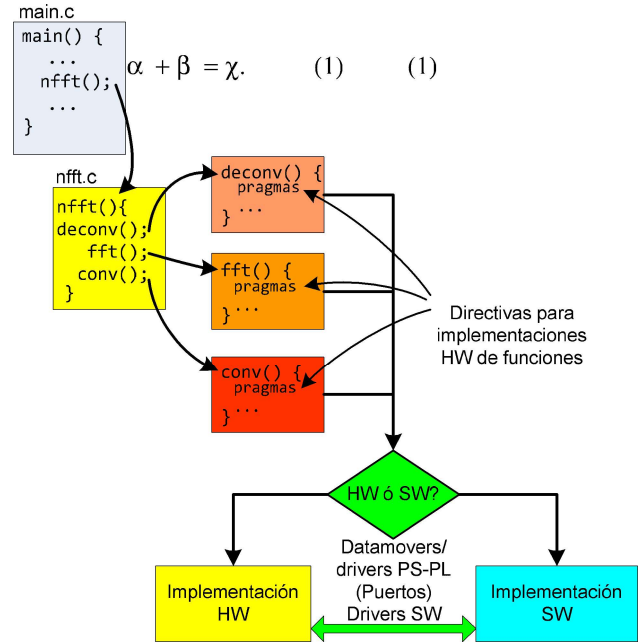 main.c
main() {
...
nfft();
...
}
α + β = χ. (1) (1)
nfft.c
nfft(){
deconv();
fft();
conv();
}
deconv() {
pragmas
...
}
fft() {
pragmas
...
}
conv() {
pragmas
...
}
Directivas para
implementaciones
HW de funciones
HW ó SW?
Datamovers/
drivers PS-PL
(Puertos)
Drivers SW
Implementación
HW
Implementación
SW